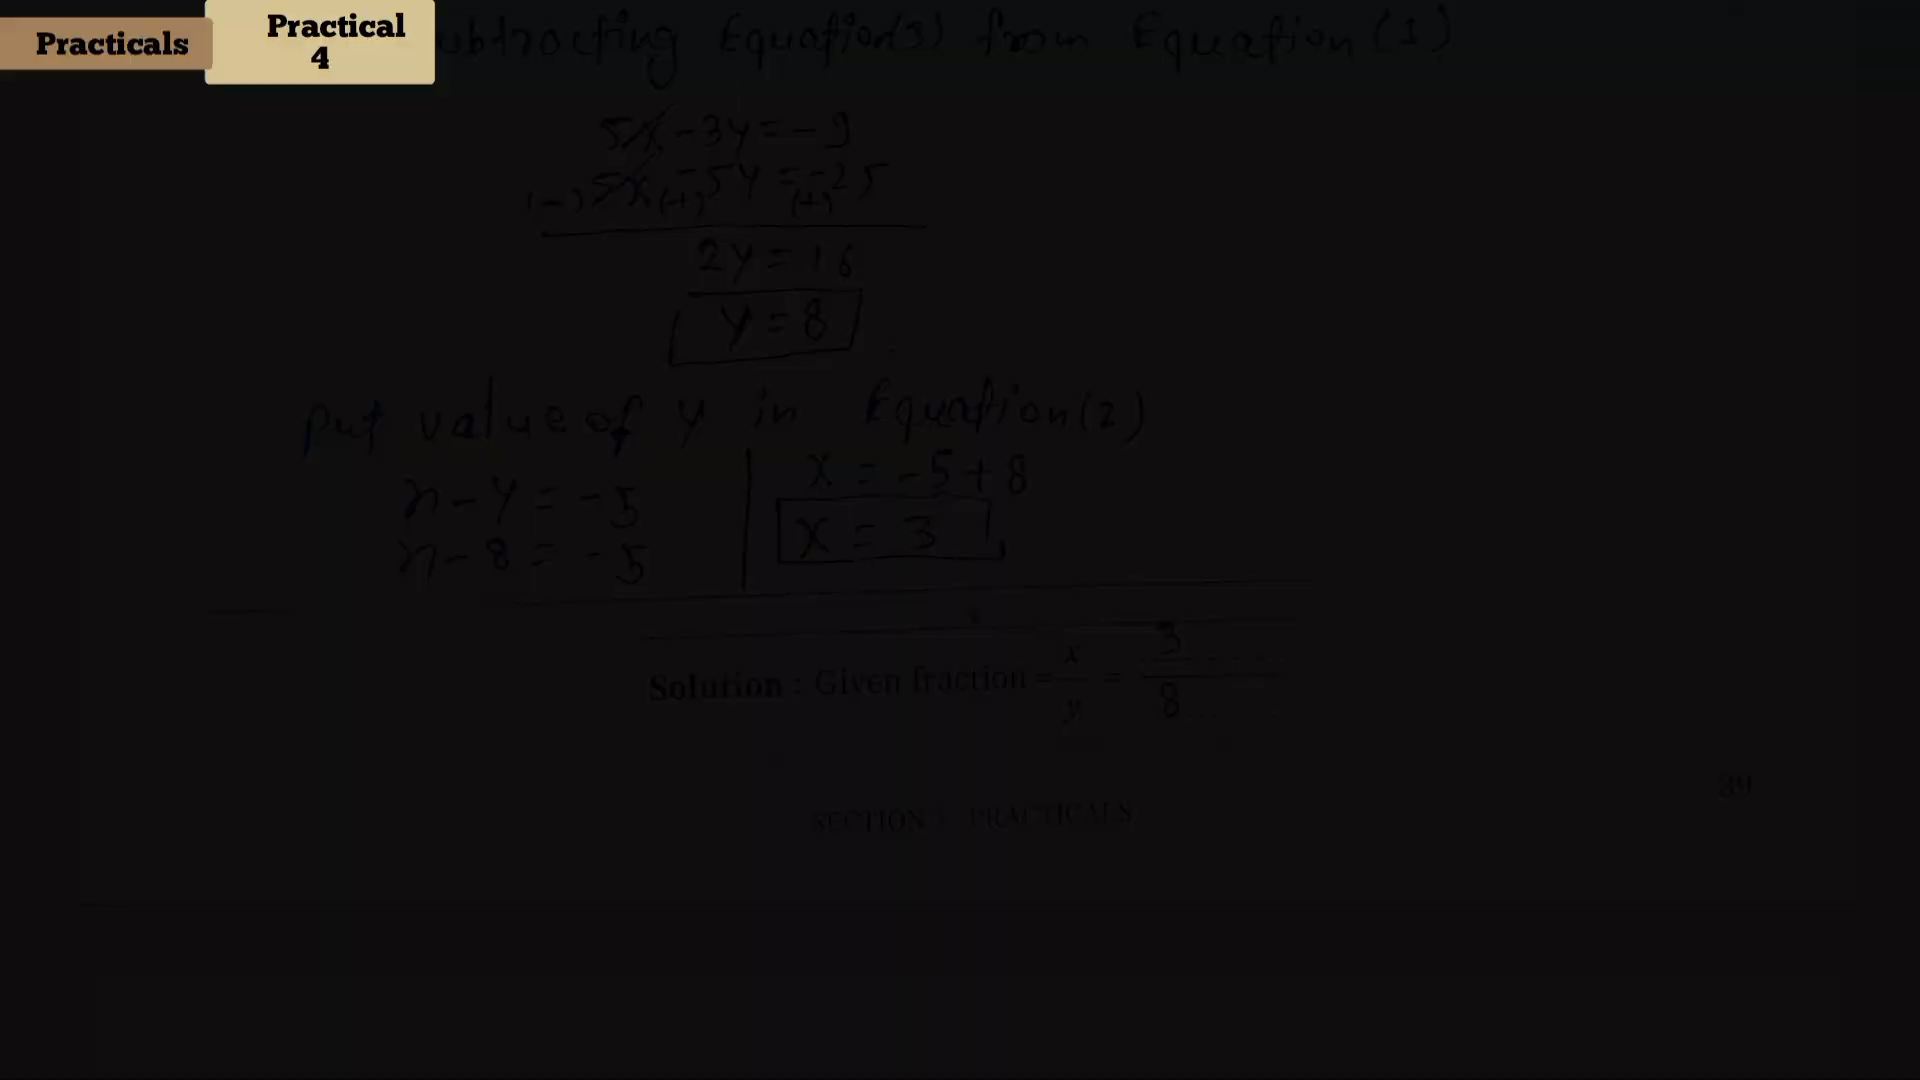 Practicals
Practical
4
ubtracting Equation(3) from Equation (1)
5x - 3y = - 9
(-) 5x (+) - 5y = (+) - 25
2y = 16
y = 8
Put value of y in Equation (2)
x - y = - 5
x - 8 = - 5
x = - 5 + 8
x = 3
Solution : Given fraction = x/y = 3/8
39
SECTION PRACTICALS